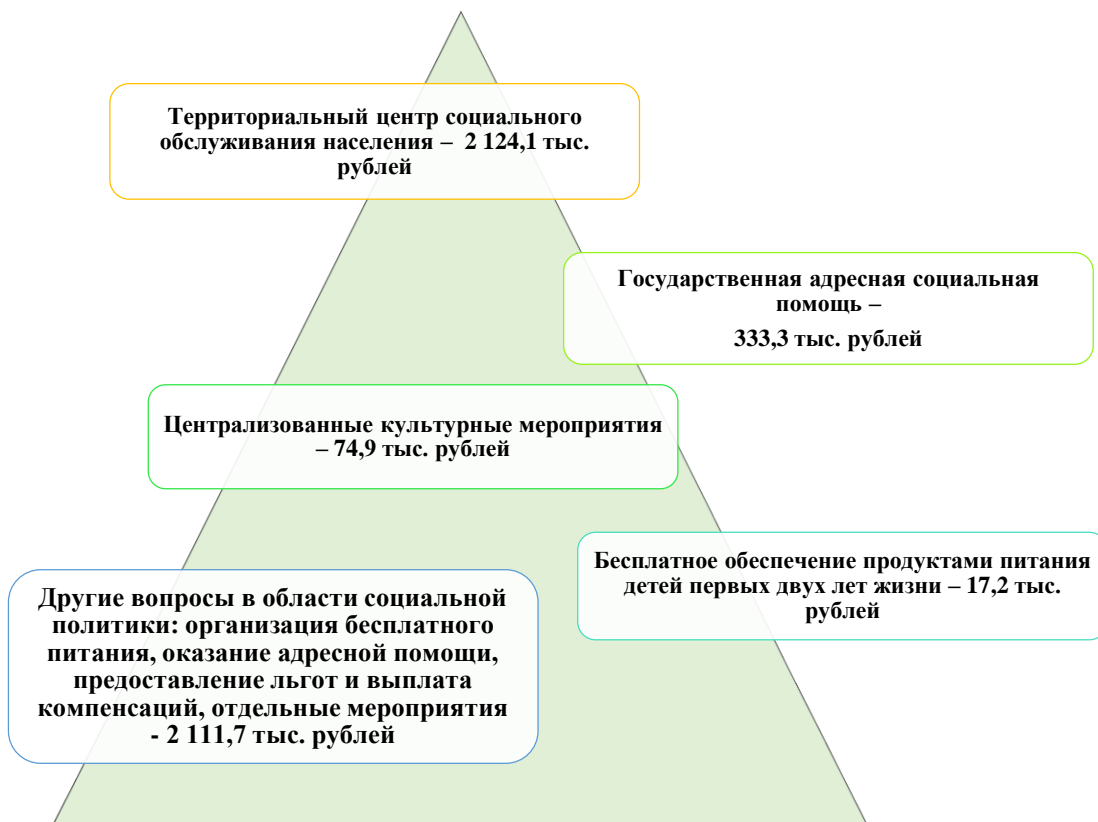 Территориальный центр социального
обслуживания населения – 2 124,1 тыс.
рублей
Государственная адресная социальная
помощь –
333,3 тыс. рублей
Централизованные культурные мероприятия
– 74,9 тыс. рублей
Бесплатное обеспечение продуктами питания
детей первых двух лет жизни – 17,2 тыс.
рублей
Другие вопросы в области социальной
политики: организация бесплатного
питания, оказание адресной помощи,
предоставление льгот и выплата
компенсаций, отдельные мероприятия
- 2 111,7 тыс. рублей